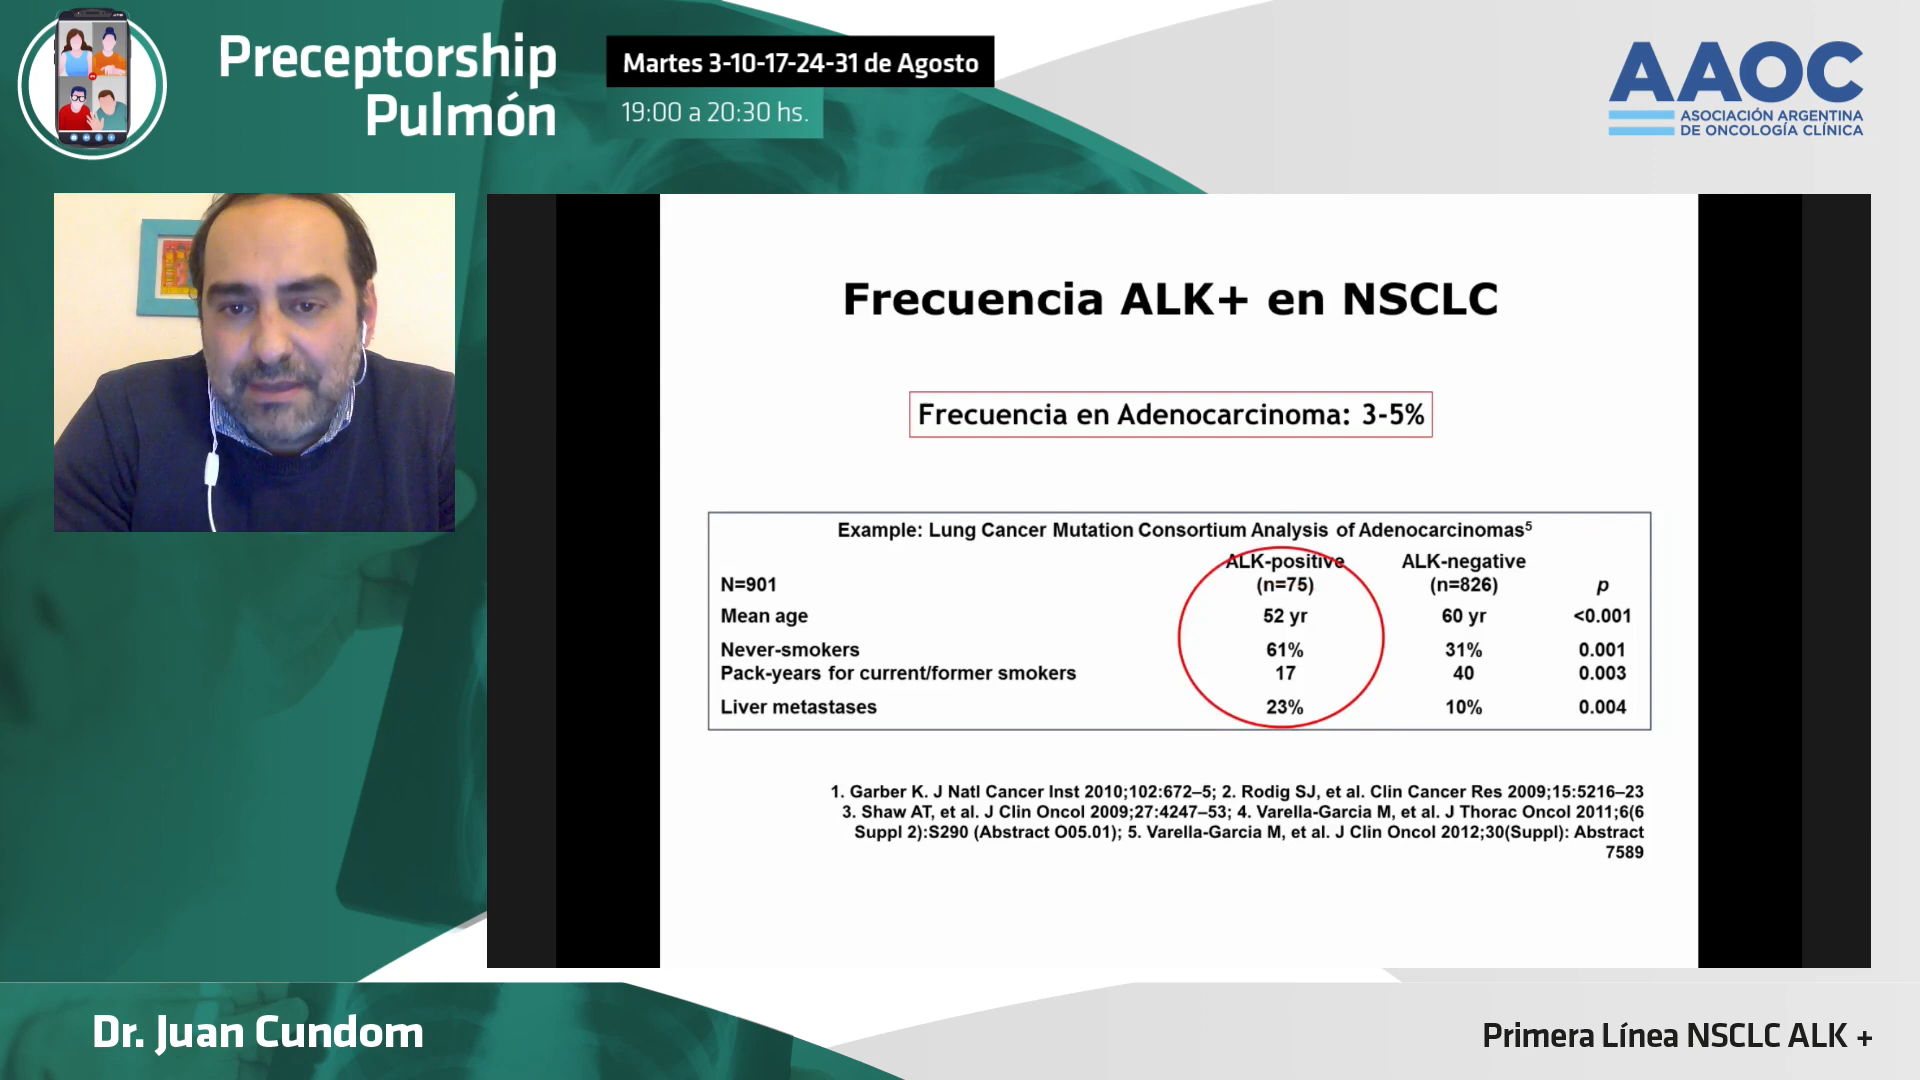 Preceptorship
Pulmón
Martes 3-10-17-24-31 de Agosto
19:00 a 20:30 hs.
AAOC
ASOCIACIÓN ARGENTINA
DE ONCOLOGÍA CLÍNICA
Frecuencia ALK+ en NSCLC
Frecuencia en Adenocarcinoma: 3-5%
Example: Lung Cancer Mutation Consortium Analysis of Adenocarcinomas⁵
ALK-positive ALK-negative
N=901 (n=75) (n=826) p
Mean age 52 yr 60 yr <0.001
Never-smokers 61% 31% 0.001
Pack-years for current/former smokers 17 40 0.003
Liver metastases 23% 10% 0.004
1. Garber K. J Natl Cancer Inst 2010;102:672–5; 2. Rodig SJ, et al. Clin Cancer Res 2009;15:5216–23
3. Shaw AT, et al. J Clin Oncol 2009;27:4247–53; 4. Varella-Garcia M, et al. J Thorac Oncol 2011;6(6
Suppl 2):S290 (Abstract O05.01); 5. Varella-Garcia M, et al. J Clin Oncol 2012;30(Suppl): Abstract
7589
Dr. Juan Cundom
Primera Línea NSCLC ALK +